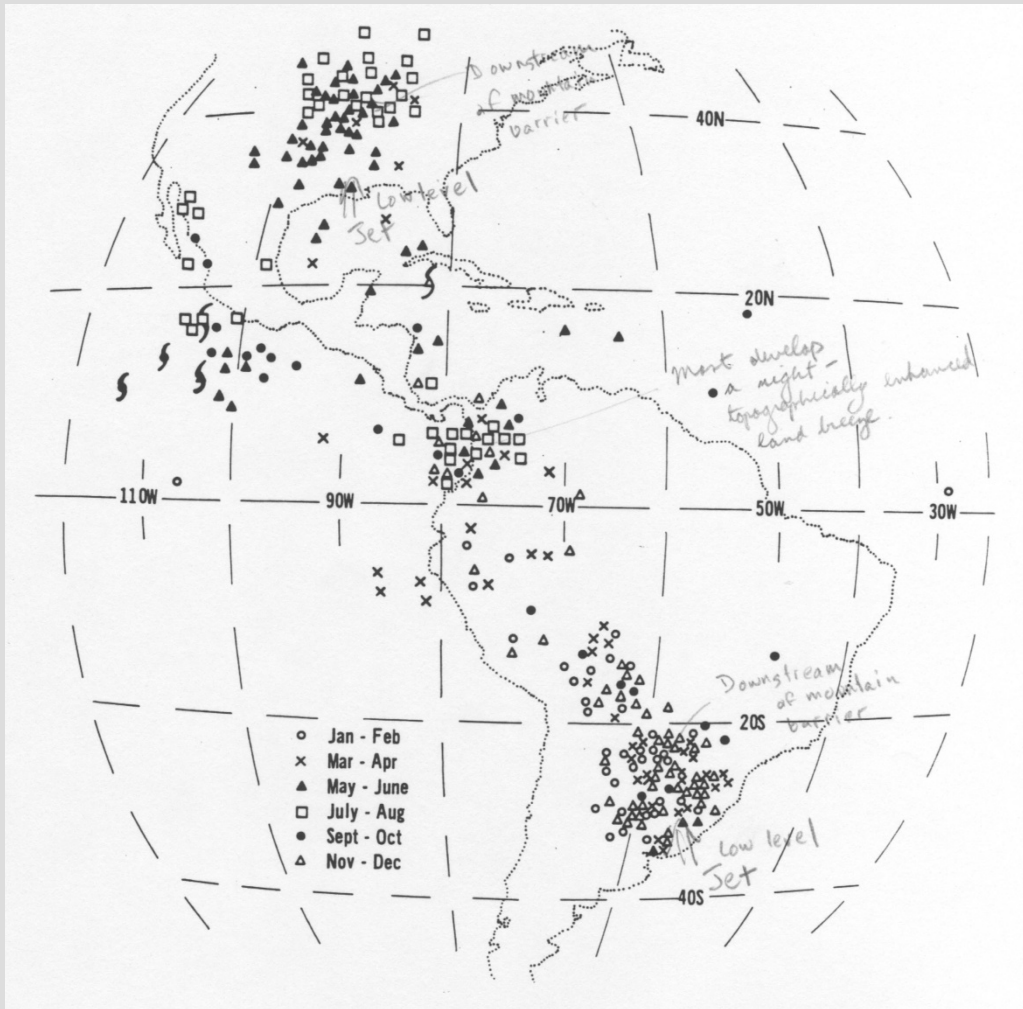 Downstream
of mountain
barrier
40N
Low level
Jet
20N
Most develop
a night-
topographically enhanced
land breeze.
110W
90W
70W
50W
30W
Downstream
of mountain
barrier
20S
Jan - Feb
Mar - Apr
May - June
July - Aug
Sept - Oct
Nov - Dec
Low level
Jet
40S